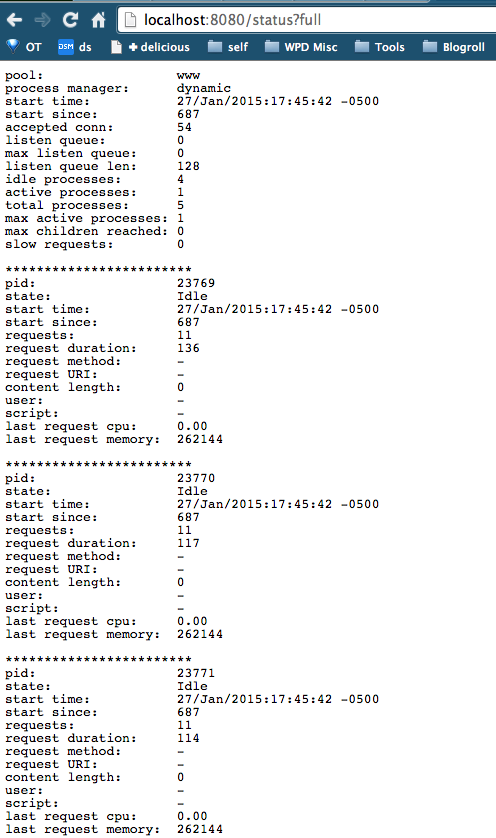 localhost:8080/status?full
OT DSM ds + delicious self WPD Misc Tools Blogroll
pool: www
process manager: dynamic
start time: 27/Jan/2015:17:45:42 -0500
start since: 687
accepted conn: 54
listen queue: 0
max listen queue: 0
listen queue len: 128
idle processes: 4
active processes: 1
total processes: 5
max active processes: 1
max children reached: 0
slow requests: 0
************************
pid: 23769
state: Idle
start time: 27/Jan/2015:17:45:42 -0500
start since: 687
requests: 11
request duration: 136
request method: -
request URI: -
content length: 0
user: -
script: -
last request cpu: 0.00
last request memory: 262144
************************
pid: 23770
state: Idle
start time: 27/Jan/2015:17:45:42 -0500
start since: 687
requests: 11
request duration: 117
request method: -
request URI: -
content length: 0
user: -
script: -
last request cpu: 0.00
last request memory: 262144
************************
pid: 23771
state: Idle
start time: 27/Jan/2015:17:45:42 -0500
start since: 687
requests: 11
request duration: 114
request method: -
request URI: -
content length: 0
user: -
script: -
last request cpu: 0.00
last request memory: 262144